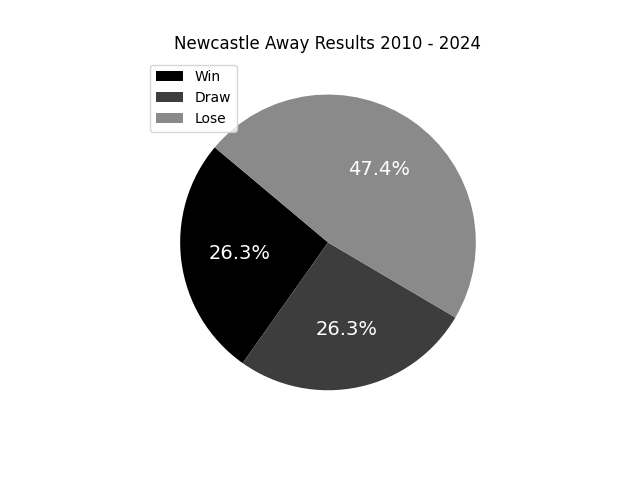 Newcastle Away Results 2010 - 2024
Win
Draw
Lose
47.4%
26.3%
26.3%